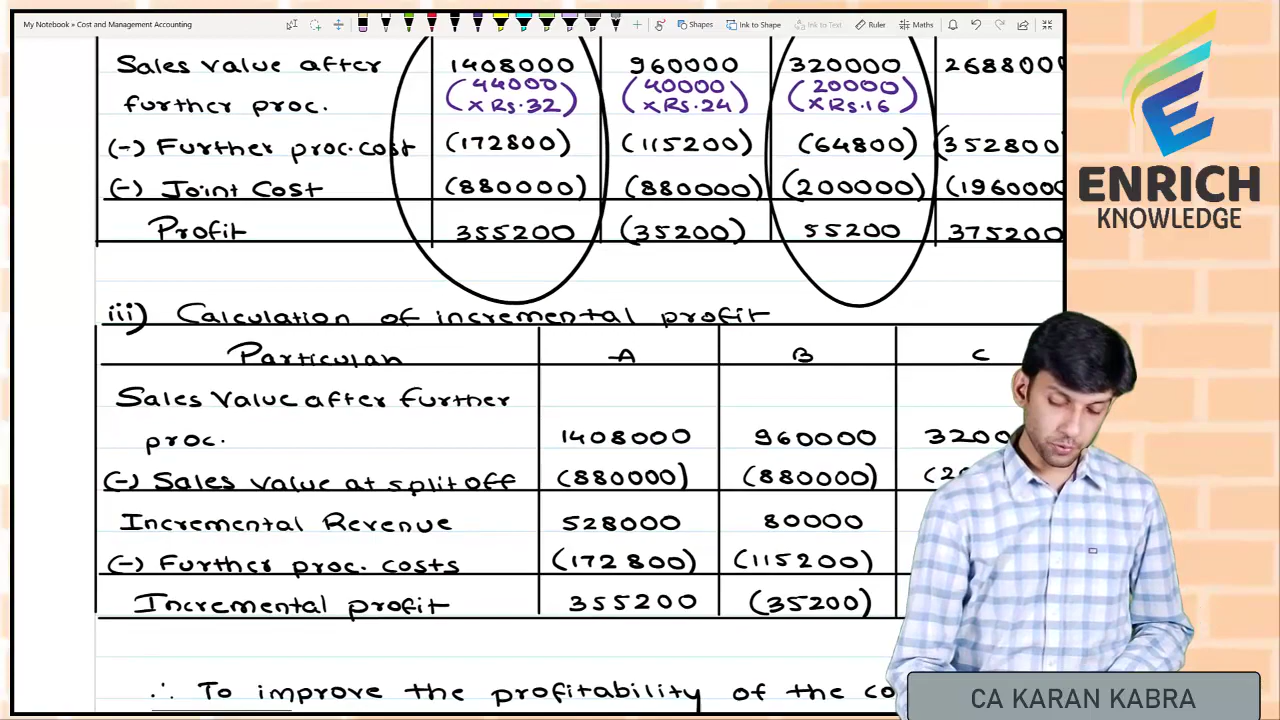 My Notebook > Cost and Management Accounting
Shapes Ink to Shape Ink to Text Ruler Maths
Sales Value after 1408000 960000 320000 2688000
further proc. (44000 x Rs.32) (40000 x Rs.24) (20000 x Rs.16)
(-) Further proc. cost (172800) (115200) (64800) (352800
(-) Joint Cost (880000) (880000) (200000) (1960000
Profit 355200 (35200) 55200 375200
iii) Calculation of incremental profit
Particulan A B C
Sales Value after further
proc. 1408000 960000 3200
(-) Sales Value at split off (880000) (880000)
Incremental Revenue 528000 80000
(-) Further proc. costs (172800) (115200)
Incremental profit 355200 (35200)
∴ To improve the profitability of the co
ENRICH
KNOWLEDGE
CA KARAN KABRA